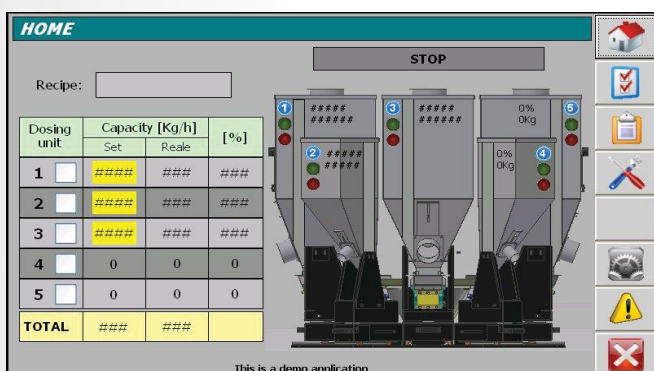 HOME
STOP
Recipe:
Dosing unit
Capacity [Kg/h]
[%]
Set
Reale
1 #### ### ###
2 #### ### ###
3 #### ### ###
4 0 0 0
5 0 0 0
TOTAL ### ###
1 #####
######
3 #####
######
0% 5
0Kg
2 #####
#####
0% 4
0Kg
This is a demo application